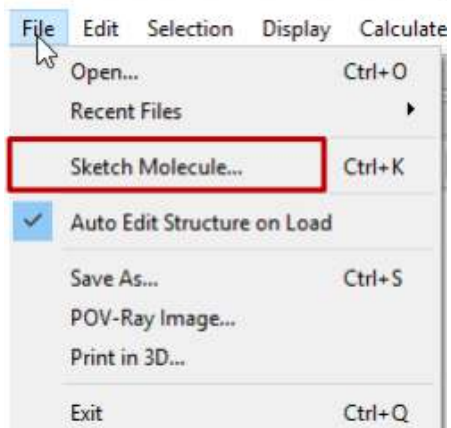 File Edit Selection Display Calculate
Open... Ctrl+O
Recent Files
Sketch Molecule... Ctrl+K
Auto Edit Structure on Load
Save As... Ctrl+S
POV-Ray Image...
Print in 3D...
Exit Ctrl+Q